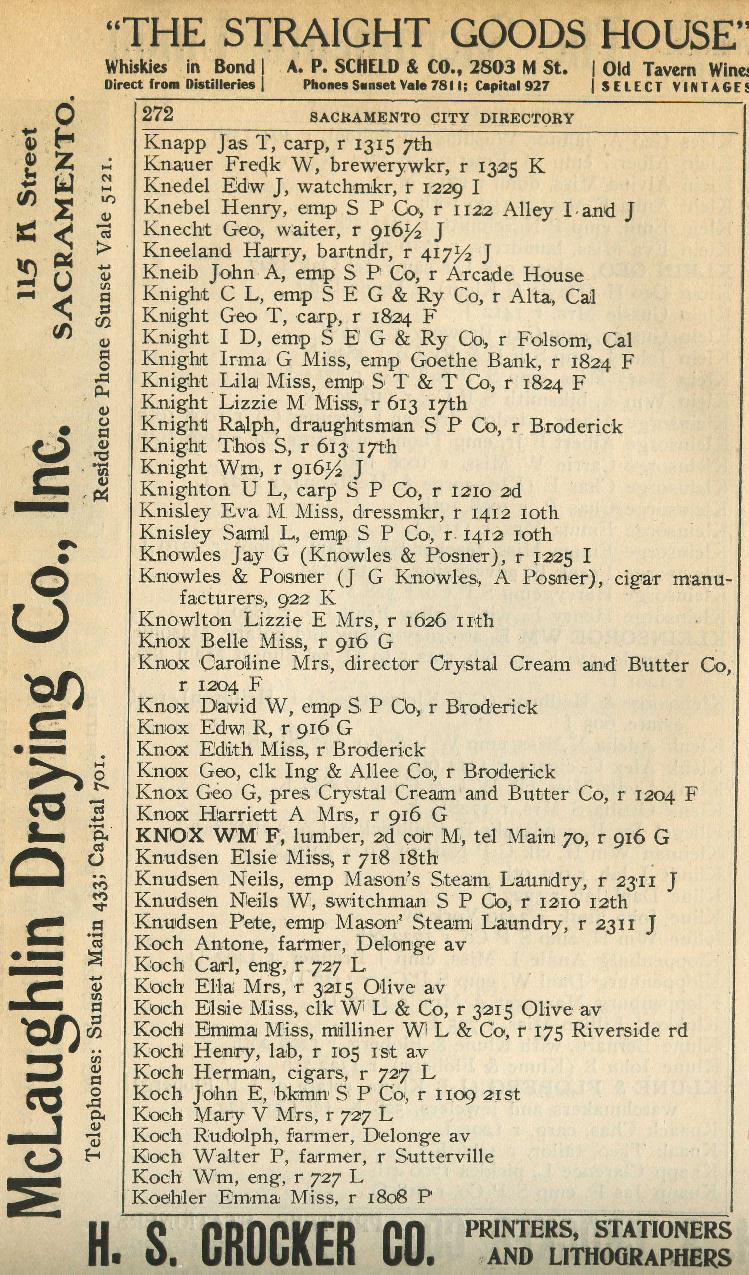 "THE STRAIGHT GOODS HOUSE"
Whiskies in Bond | A. P. SCHELD & CO., 2803 M St. | Old Tavern Wines
Direct from Distilleries | Phones Sunset Vale 7811; Capital 927 | SELECT VINTAGES
272 SACRAMENTO CITY DIRECTORY
Knapp Jas T, carp, r 1315 7th
Knauer Fredk W, brewerywkr, r 1325 K
Knedel Edw J, watchmkr, r 1229 I
Knebel Henry, emp S P Co, r 1122 Alley I and J
Knecht Geo, waiter, r 916½ J
Kneeland Harry, bartndr, r 417½ J
Kneib John A, emp S P Co, r Arcade House
Knight C L, emp S E G & Ry Co, r Alta, Cal
Knight Geo T, carp, r 1824 F
Knight I D, emp S E G & Ry Co, r Folsom, Cal
Knight Irma G Miss, emp Goethe Bank, r 1824 F
Knight Lila Miss, emp S T & T Co, r 1824 F
Knight Lizzie M Miss, r 613 17th
Knight Ralph, draughtsman S P Co, r Broderick
Knight Thos S, r 613 17th
Knight Wm, r 916½ J
Knighton U L, carp S P Co, r 1210 2d
Knisley Eva M Miss, dressmkr, r 1412 10th
Knisley Saml L, emp S P Co, r 1412 10th
Knowles Jay G (Knowles & Posner), r 1225 I
Knowles & Posner (J G Knowles, A Posner), cigar manu-
facturers, 922 K
Knowlton Lizzie E Mrs, r 1626 11th
Knox Belle Miss, r 916 G
Knox Caroline Mrs, director Crystal Cream and Butter Co,
r 1204 F
Knox David W, emp S P Co, r Broderick
Knox Edw R, r 916 G
Knox Edith Miss, r Broderick
Knox Geo, clk Ing & Allee Co, r Broderick
Knox Geo G, pres Crystal Cream and Butter Co, r 1204 F
Knox Harriett A Mrs, r 916 G
KNOX WM F, lumber, 2d cor M, tel Main 70, r 916 G
Knudsen Elsie Miss, r 718 18th
Knudsen Neils, emp Mason's Steam Laundry, r 2311 J
Knudsen Neils W, switchman S P Co, r 1210 12th
Knudsen Pete, emp Mason' Steam Laundry, r 2311 J
Koch Antone, farmer, Delonge av
Koch Carl, eng, r 727 L
Koch Ella Mrs, r 3215 Olive av
Koch Elsie Miss, clk W L & Co, r 3215 Olive av
Koch Emma Miss, milliner W L & Co, r 175 Riverside rd
Koch Henry, lab, r 105 1st av
Koch Herman, cigars, r 727 L
Koch John E, bkmn S P Co, r 1109 21st
Koch Mary V Mrs, r 727 L
Koch Rudolph, farmer, Delonge av
Koch Walter P, farmer, r Sutterville
Koch Wm, eng, r 727 L
Koehler Emma Miss, r 1808 P
McLaughlin Draying Co., Inc. 115 K Street
SACRAMENTO.
Telephones: Sunset Main 433; Capital 701. Residence Phone Sunset Vale 5121.
H. S. CROCKER CO. PRINTERS, STATIONERS
AND LITHOGRAPHERS